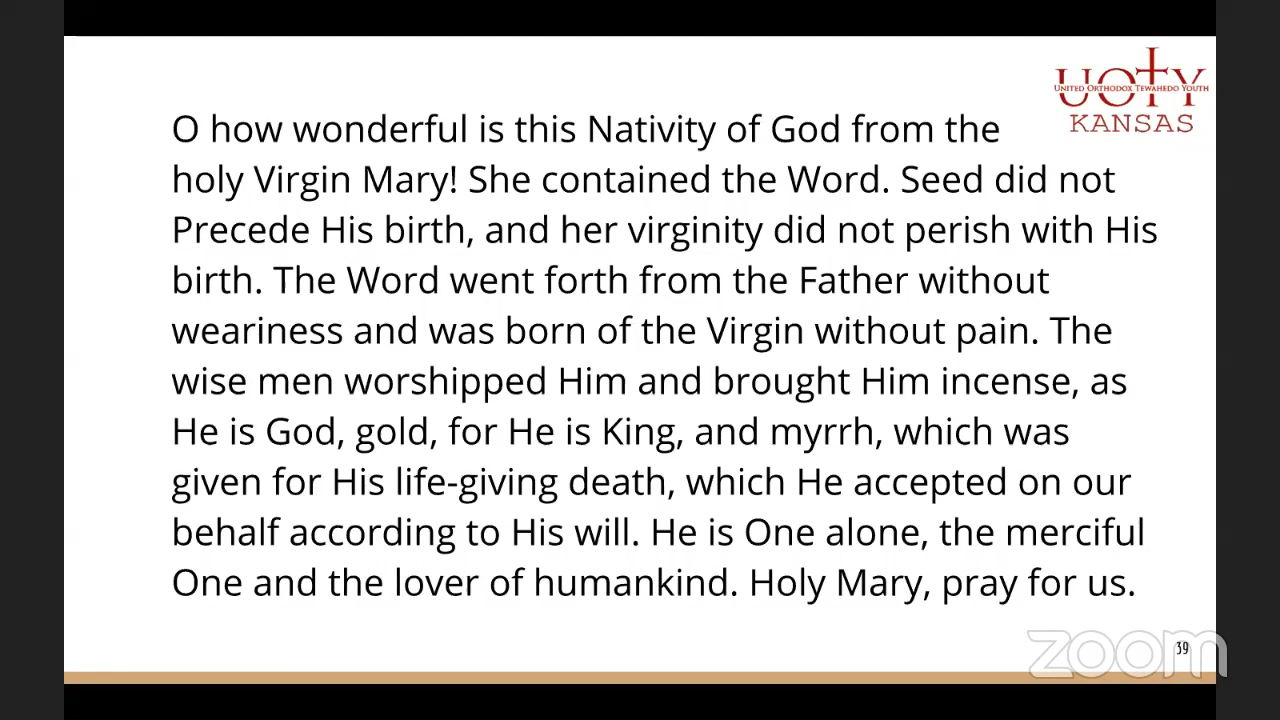 UOTY
UNITED ORTHODOX TEWAHEDO YOUTH
KANSAS
O how wonderful is this Nativity of God from the
holy Virgin Mary! She contained the Word. Seed did not
Precede His birth, and her virginity did not perish with His
birth. The Word went forth from the Father without
weariness and was born of the Virgin without pain. The
wise men worshipped Him and brought Him incense, as
He is God, gold, for He is King, and myrrh, which was
given for His life-giving death, which He accepted on our
behalf according to His will. He is One alone, the merciful
One and the lover of humankind. Holy Mary, pray for us.
zoom
39